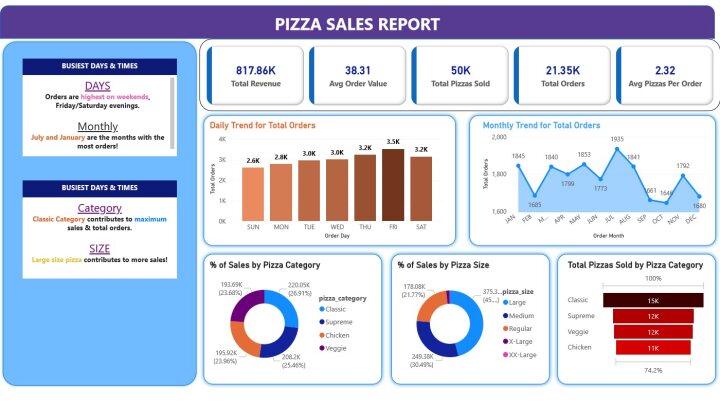 PIZZA SALES REPORT
BUSIEST DAYS & TIMES
DAYS
Orders are highest on weekends,
Friday/Saturday evenings.
Monthly
July and January are the months with the
most orders!
BUSIEST DAYS & TIMES
Category
Classic Category contributes to maximum
sales & total orders.
SIZE
Large size pizza contributes to more sales!
817.86K
Total Revenue
38.31
Avg Order Value
50K
Total Pizzas Sold
21.35K
Total Orders
2.32
Avg Pizzas Per Order
Daily Trend for Total Orders
Total Orders
4K
3K
2K
1K
0K
2.6K
2.8K
3.0K
3.0K
3.2K
3.5K
3.2K
SUN
MON
TUE
WED
THU
FRI
SAT
Order Day
Monthly Trend for Total Orders
Total Orders
2,000
1,800
1,600
1845
1685
1840
1799
1853
1773
1935
1841
1661
1646
1792
1680
JAN
FEB
M...
APR
MAY
JUN
JUL
AUG
SEP
OCT
NOV
DEC
Order Month
% of Sales by Pizza Category
193.69K
(23.68%)
220.05K
(26.91%)
195.92K
(23.96%)
208.2K
(25.46%)
pizza_category
Classic
Supreme
Chicken
Veggie
% of Sales by Pizza Size
178.08K
(21.77%)
375.3...
(45....)
249.38K
(30.49%)
pizza_size
Large
Medium
Regular
X-Large
XX-Large
Total Pizzas Sold by Pizza Category
100%
Classic
15K
Supreme
12K
Veggie
12K
Chicken
11K
74.2%